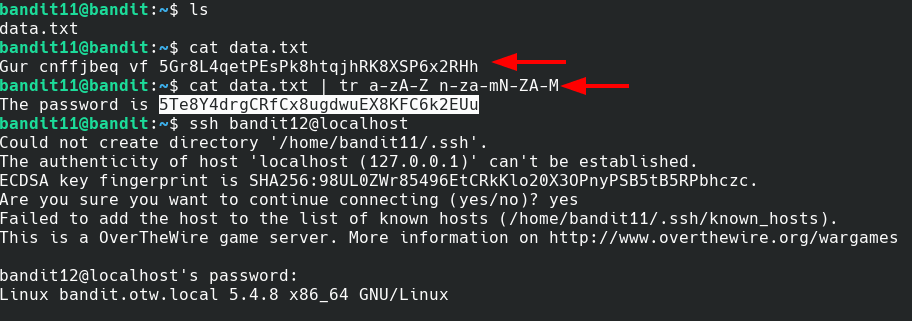 bandit11@bandit:~$ ls
data.txt
bandit11@bandit:~$ cat data.txt
Gur cnffjbeq vf 5Gr8L4qetPEsPk8htqjhRK8XSP6x2RHh
bandit11@bandit:~$ cat data.txt | tr a-zA-Z n-za-mN-ZA-M
The password is 5Te8Y4drgCRfCx8ugdwuEX8KFC6k2EUu
bandit11@bandit:~$ ssh bandit12@localhost
Could not create directory '/home/bandit11/.ssh'.
The authenticity of host 'localhost (127.0.0.1)' can't be established.
ECDSA key fingerprint is SHA256:98UL0ZWr85496EtCRkKlo20X3OPnyPSB5tB5RPbhczc.
Are you sure you want to continue connecting (yes/no)? yes
Failed to add the host to the list of known hosts (/home/bandit11/.ssh/known_hosts).
This is a OverTheWire game server. More information on http://www.overthewire.org/wargames
bandit12@localhost's password:
Linux bandit.otw.local 5.4.8 x86_64 GNU/Linux